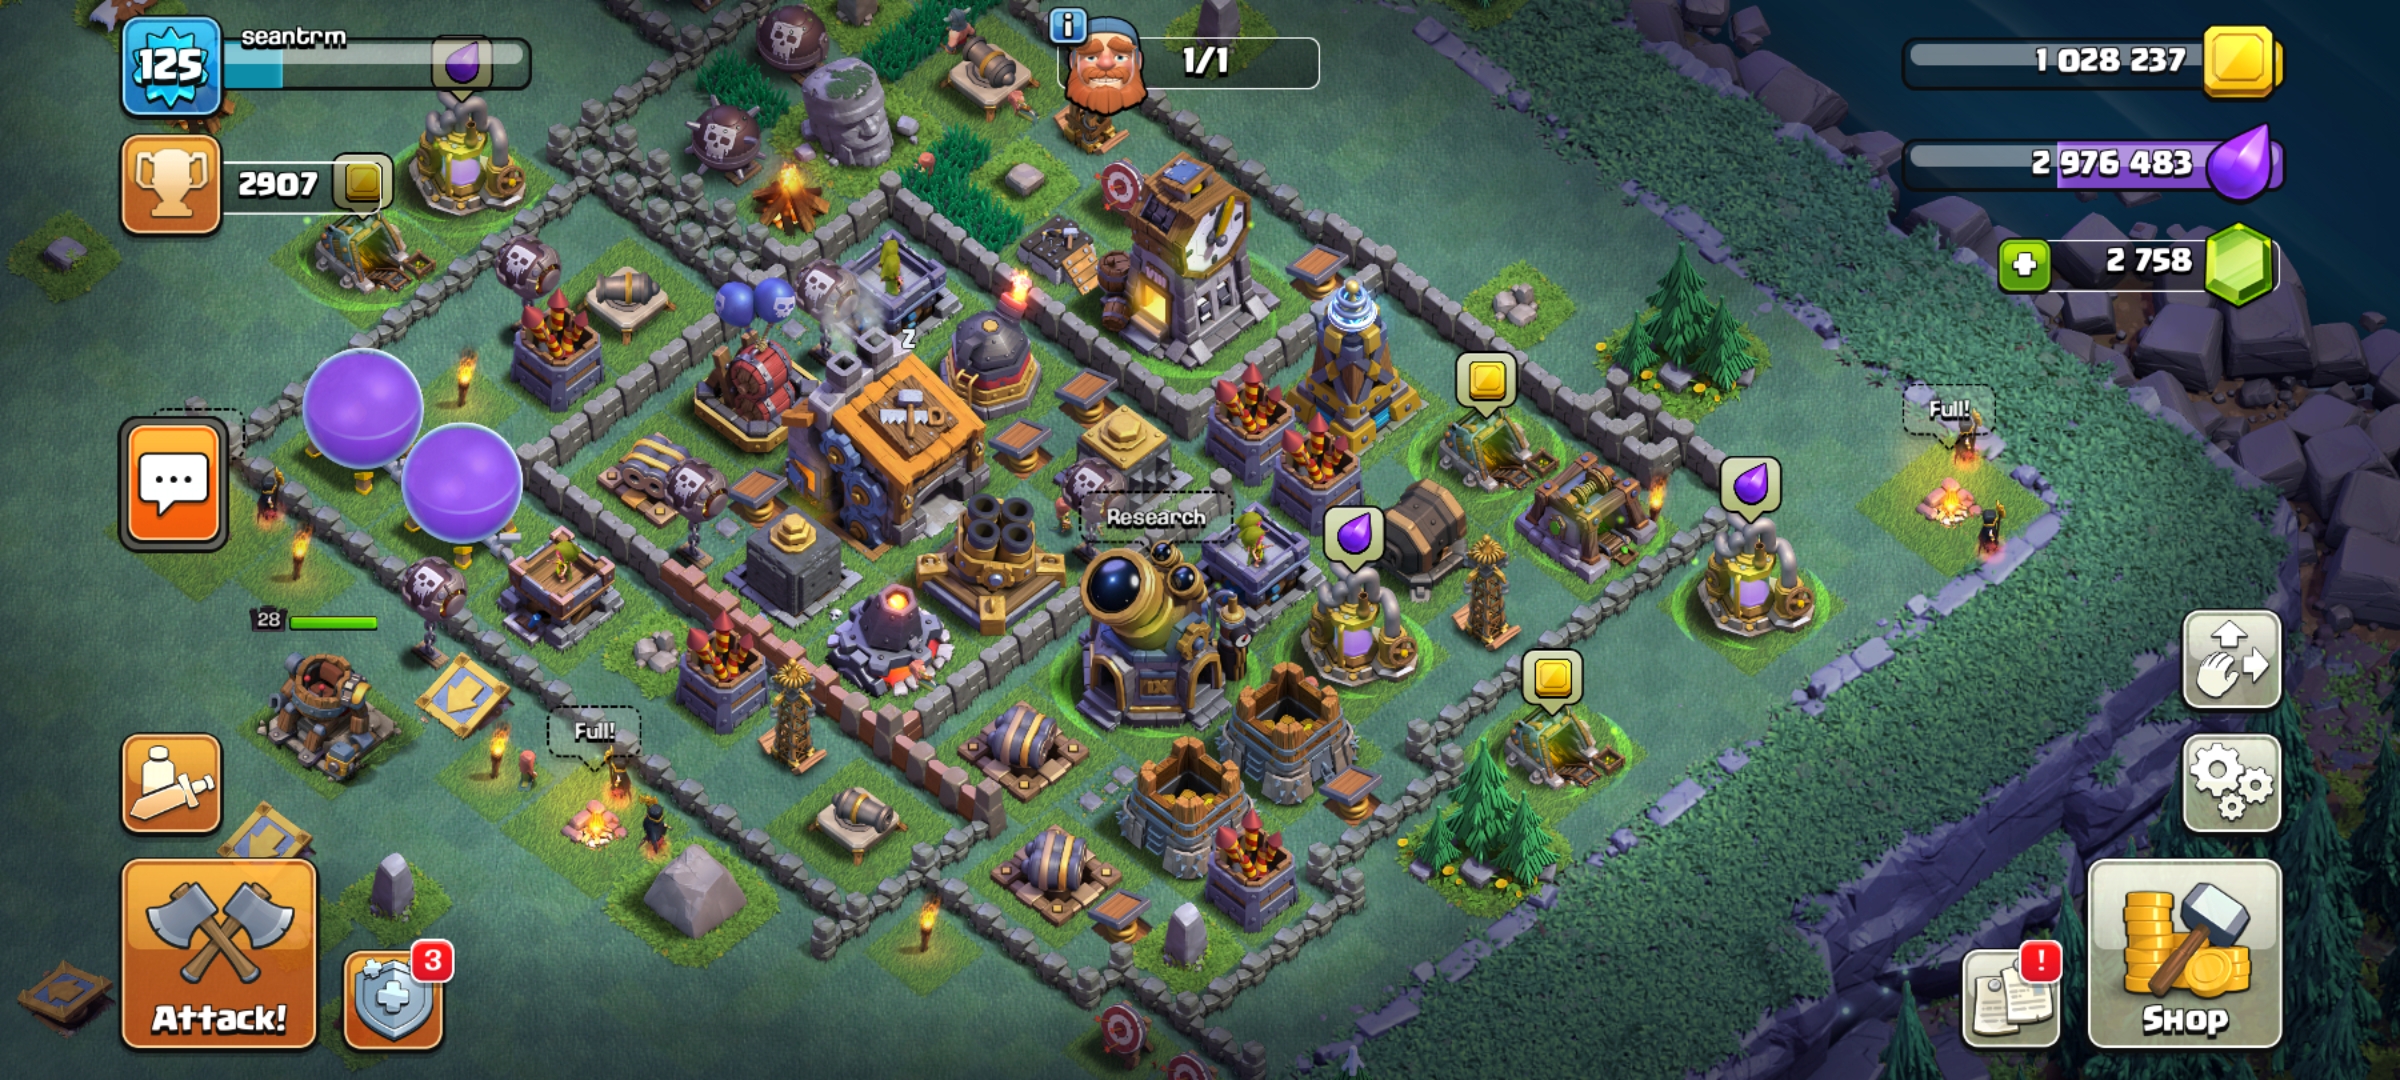 seantrm
125
1/1
1 028 237
2907
2 976 483
2 758
Z
Full!
Research
28
Full!
IX
3
!
Attack!
Shop